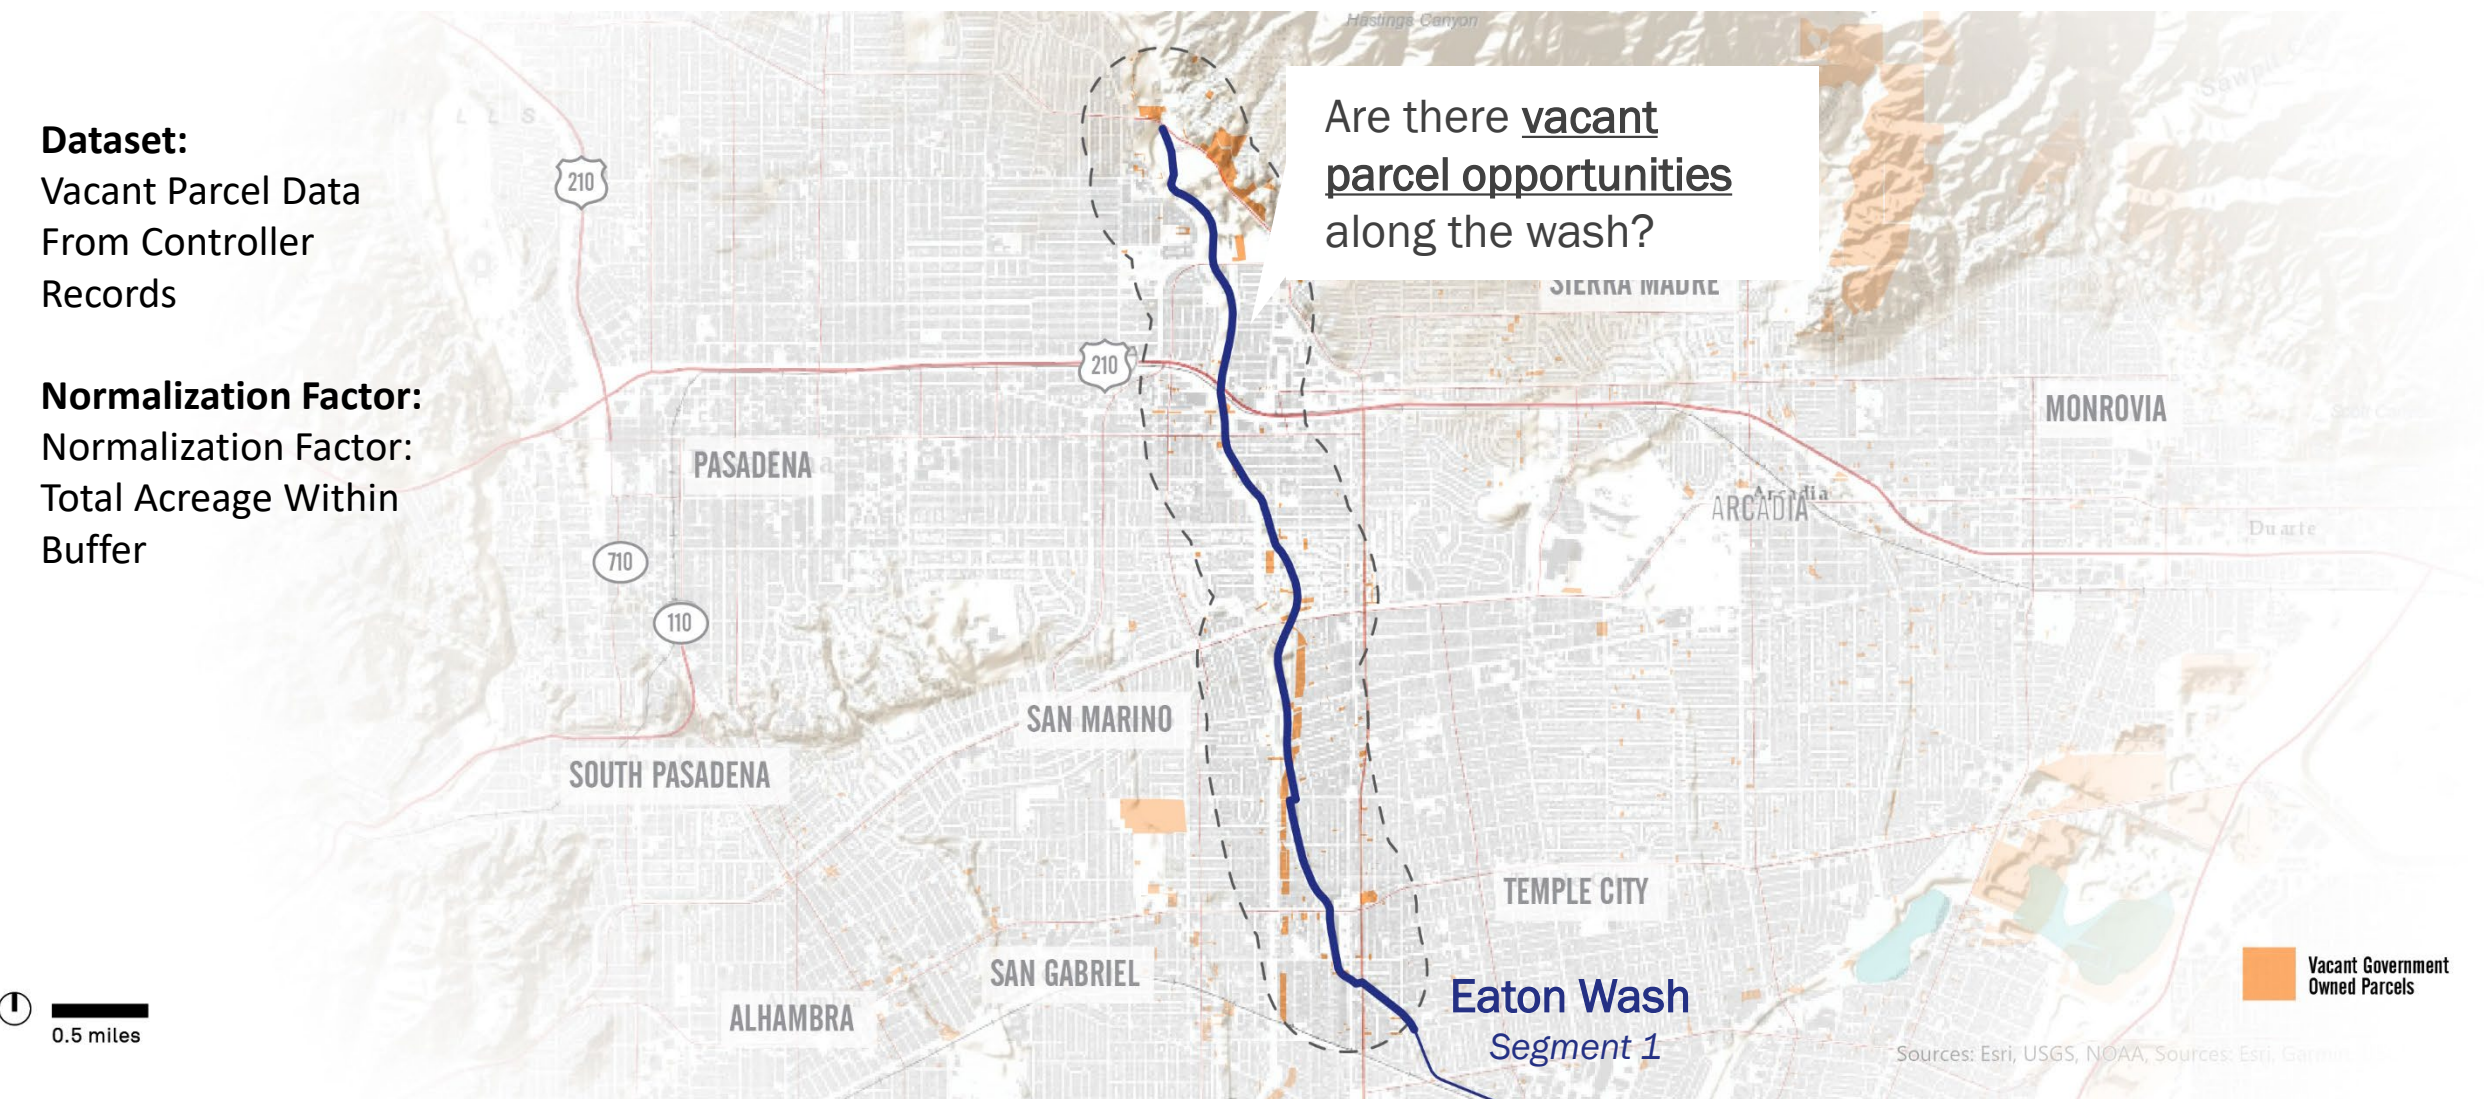 Hastings Canyon
Dataset:
Vacant Parcel Data
From Controller
Records
Normalization Factor:
Normalization Factor:
Total Acreage Within
Buffer
Are there vacant
parcel opportunities
along the wash?
L L S
210
SIERRA MADRE
210
MONROVIA
PASADENA
Arcadia
ARCADIA
Duarte
710
110
SAN MARINO
SOUTH PASADENA
TEMPLE CITY
SAN GABRIEL
ALHAMBRA
Eaton Wash
Segment 1
Vacant Government
Owned Parcels
0.5 miles
Sources: Esri, USGS, NOAA, Sources: Esri,